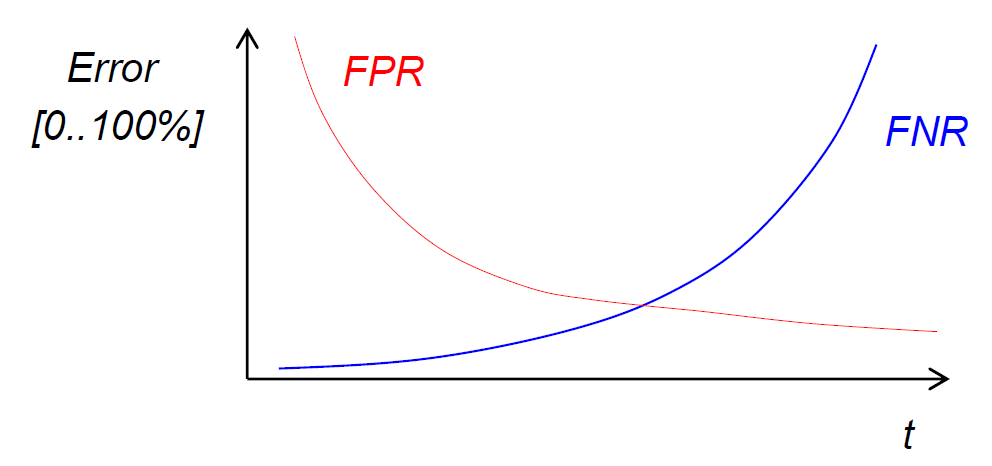 Error
[0..100%]
FPR
FNR
t